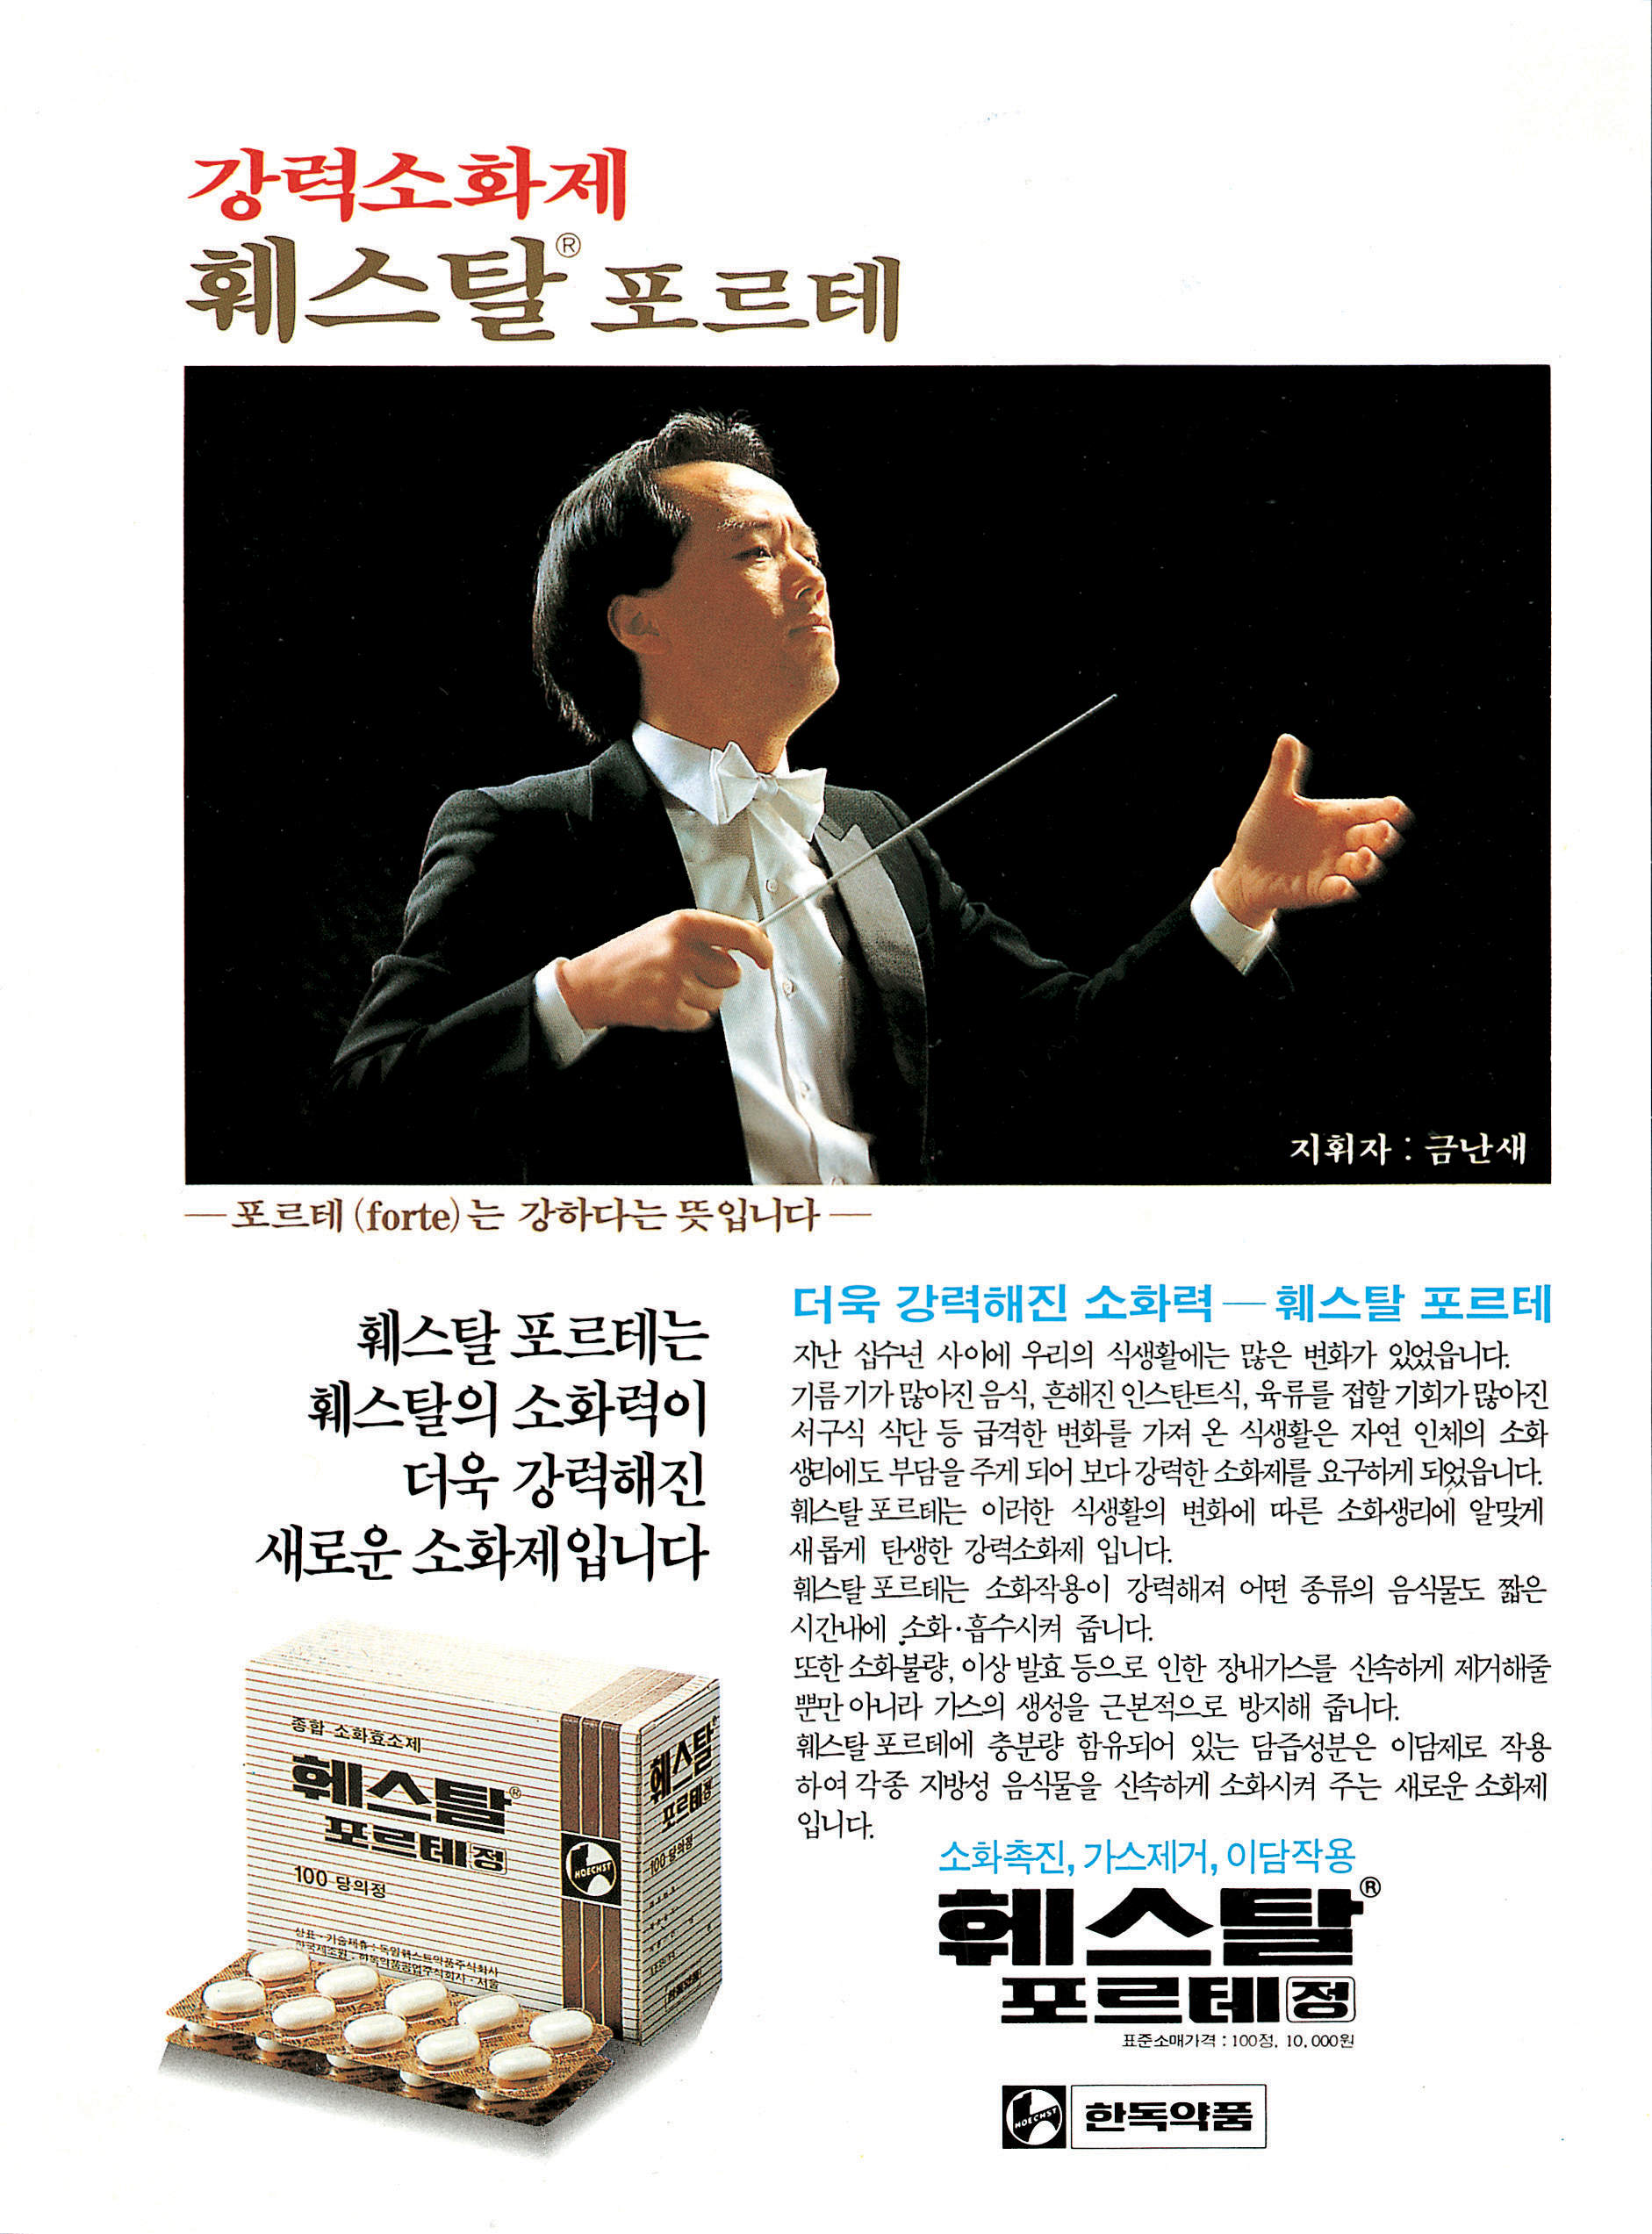 강력소화제
훼스탈® 포르테
지휘자 : 금난새
— 포르테 (forte)는 강하다는 뜻입니다 —
훼스탈 포르테는
훼스탈의 소화력이
더욱 강력해진
새로운 소화제입니다
더욱 강력해진 소화력 — 훼스탈 포르테
지난 십수년 사이에 우리의 식생활에는 많은 변화가 있었읍니다.
기름기가 많아진 음식, 흔해진 인스탄트식, 육류를 접할 기회가 많아진
서구식 식단 등 급격한 변화를 가져 온 식생활은 자연 인체의 소화
생리에도 부담을 주게 되어 보다 강력한 소화제를 요구하게 되었읍니다.
훼스탈 포르테는 이러한 식생활의 변화에 따른 소화생리에 알맞게
새롭게 탄생한 강력소화제 입니다.
훼스탈 포르테는 소화작용이 강력해져 어떤 종류의 음식물도 짧은
시간내에 소화·흡수시켜 줍니다.
또한 소화불량, 이상 발효 등으로 인한 장내가스를 신속하게 제거해줄
뿐만 아니라 가스의 생성을 근본적으로 방지해 줍니다.
훼스탈 포르테에 충분량 함유되어 있는 담즙성분은 이담제로 작용
하여 각종 지방성 음식물을 신속하게 소화시켜 주는 새로운 소화제
입니다.
종합 소화효소제
훼스탈®
포르테정
100 당의정
상표·기술제휴 : 독일훽스트약품주식회사
한국제조원 : 한독약품공업주식회사·서울
HOECHST
훼스탈
포르테정
100 당의정
소화촉진, 가스제거, 이담작용
훼스탈®
포르테정
표준소매가격 : 100정, 10,000원
HOECHST
한독약품